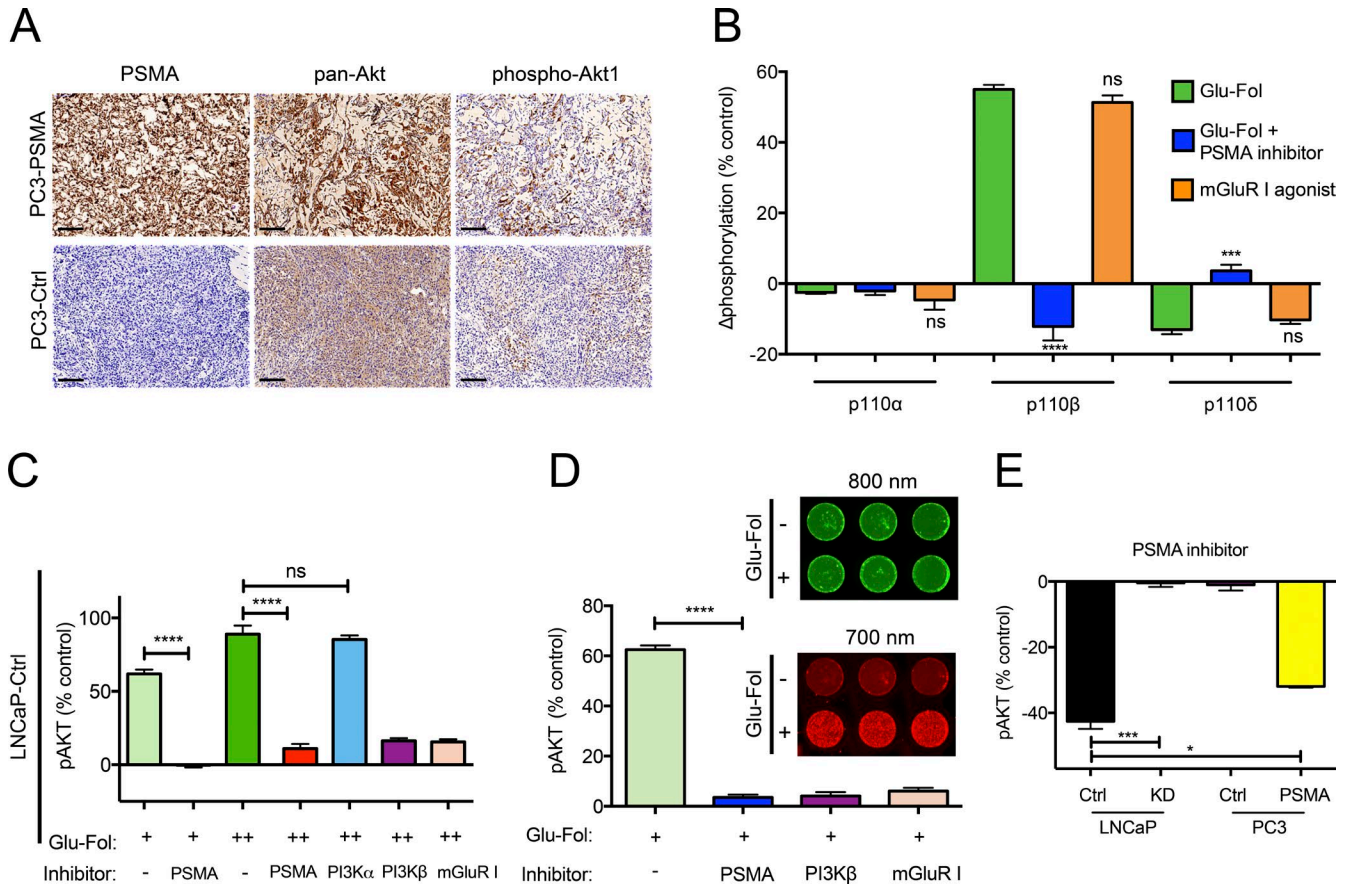 A
PSMA
pan-Akt
phospho-Akt1
PC3-PSMA
PC3-Ctrl
B
Δphosphorylation (% control)
60
40
20
0
-20
ns
ns
****
***
ns
Glu-Fol
Glu-Fol +
PSMA inhibitor
mGluR I agonist
p110α
p110β
p110δ
C
LNCaP-Ctrl
pAKT (% control)
100
50
0
****
****
ns
Glu-Fol: + + ++ ++ ++ ++ ++
Inhibitor: - PSMA - PSMA PI3Kα PI3Kβ mGluR I
D
800 nm
Glu-Fol
-
+
700 nm
Glu-Fol
-
+
pAKT (% control)
80
60
40
20
0
****
Glu-Fol: + + + +
Inhibitor: - PSMA PI3Kβ mGluR I
E
PSMA inhibitor
pAKT (% control)
0
-20
-40
***
*
Ctrl KD Ctrl PSMA
LNCaP PC3